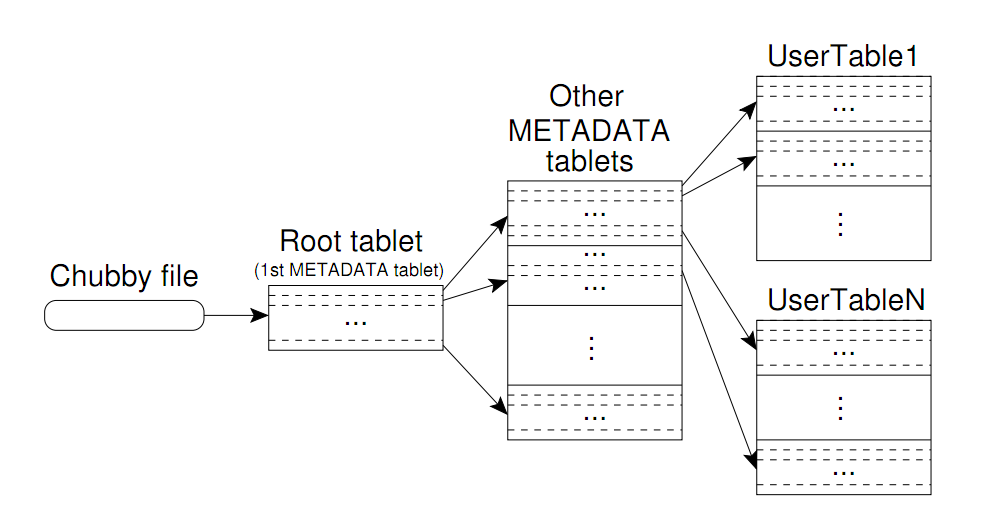 Chubby file
Root tablet
(1st METADATA tablet)
...
Other
METADATA
tablets
...
...
...
⋮
...
UserTable1
...
...
⋮
UserTableN
...
⋮
...